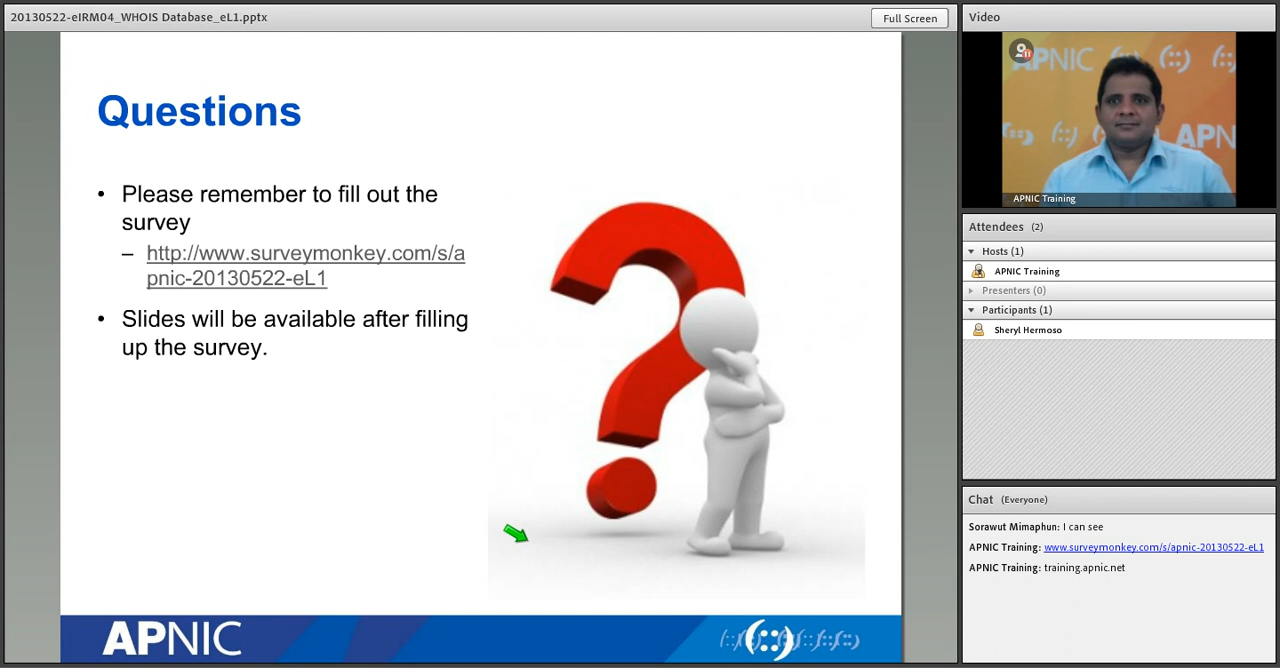 20130522-eIRM04_WHOIS Database_eL1.pptx
Full Screen
Questions
• Please remember to fill out the
survey
– http://www.surveymonkey.com/s/a
pnic-20130522-eL1
• Slides will be available after filling
up the survey.
APNIC
Video
APNIC
APNIC
APNIC Training
Attendees (2)
Hosts (1)
APNIC Training
Presenters (0)
Participants (1)
Sheryl Hermoso
Chat (Everyone)
Sorawut Mimaphun: I can see
APNIC Training: www.surveymonkey.com/s/apnic-20130522-eL1
APNIC Training: training.apnic.net